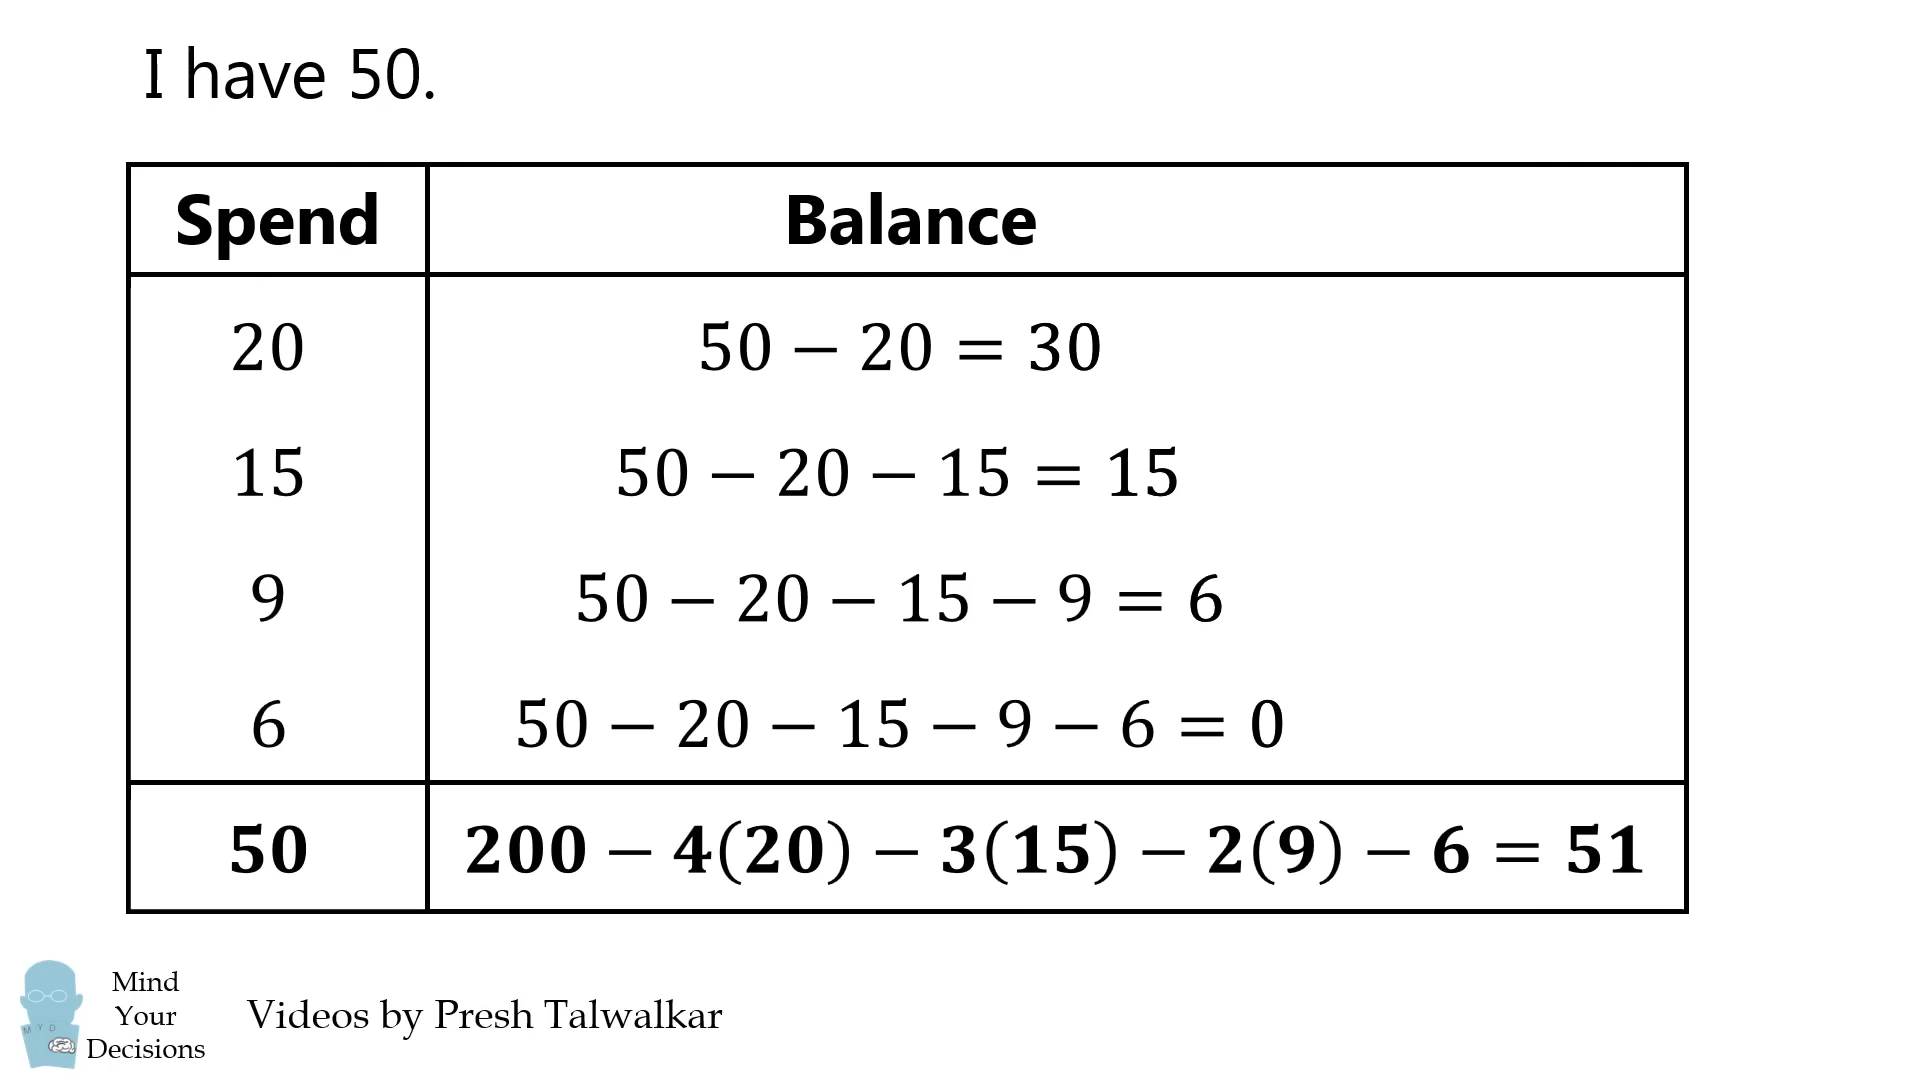 I have 50.
Spend Balance
20 50 − 20 = 30
15 50 − 20 − 15 = 15
9 50 − 20 − 15 − 9 = 6
6 50 − 20 − 15 − 9 − 6 = 0
50 200 − 4(20) − 3(15) − 2(9) − 6 = 51
M Y D
Mind
Your
Decisions
Videos by Presh Talwalkar